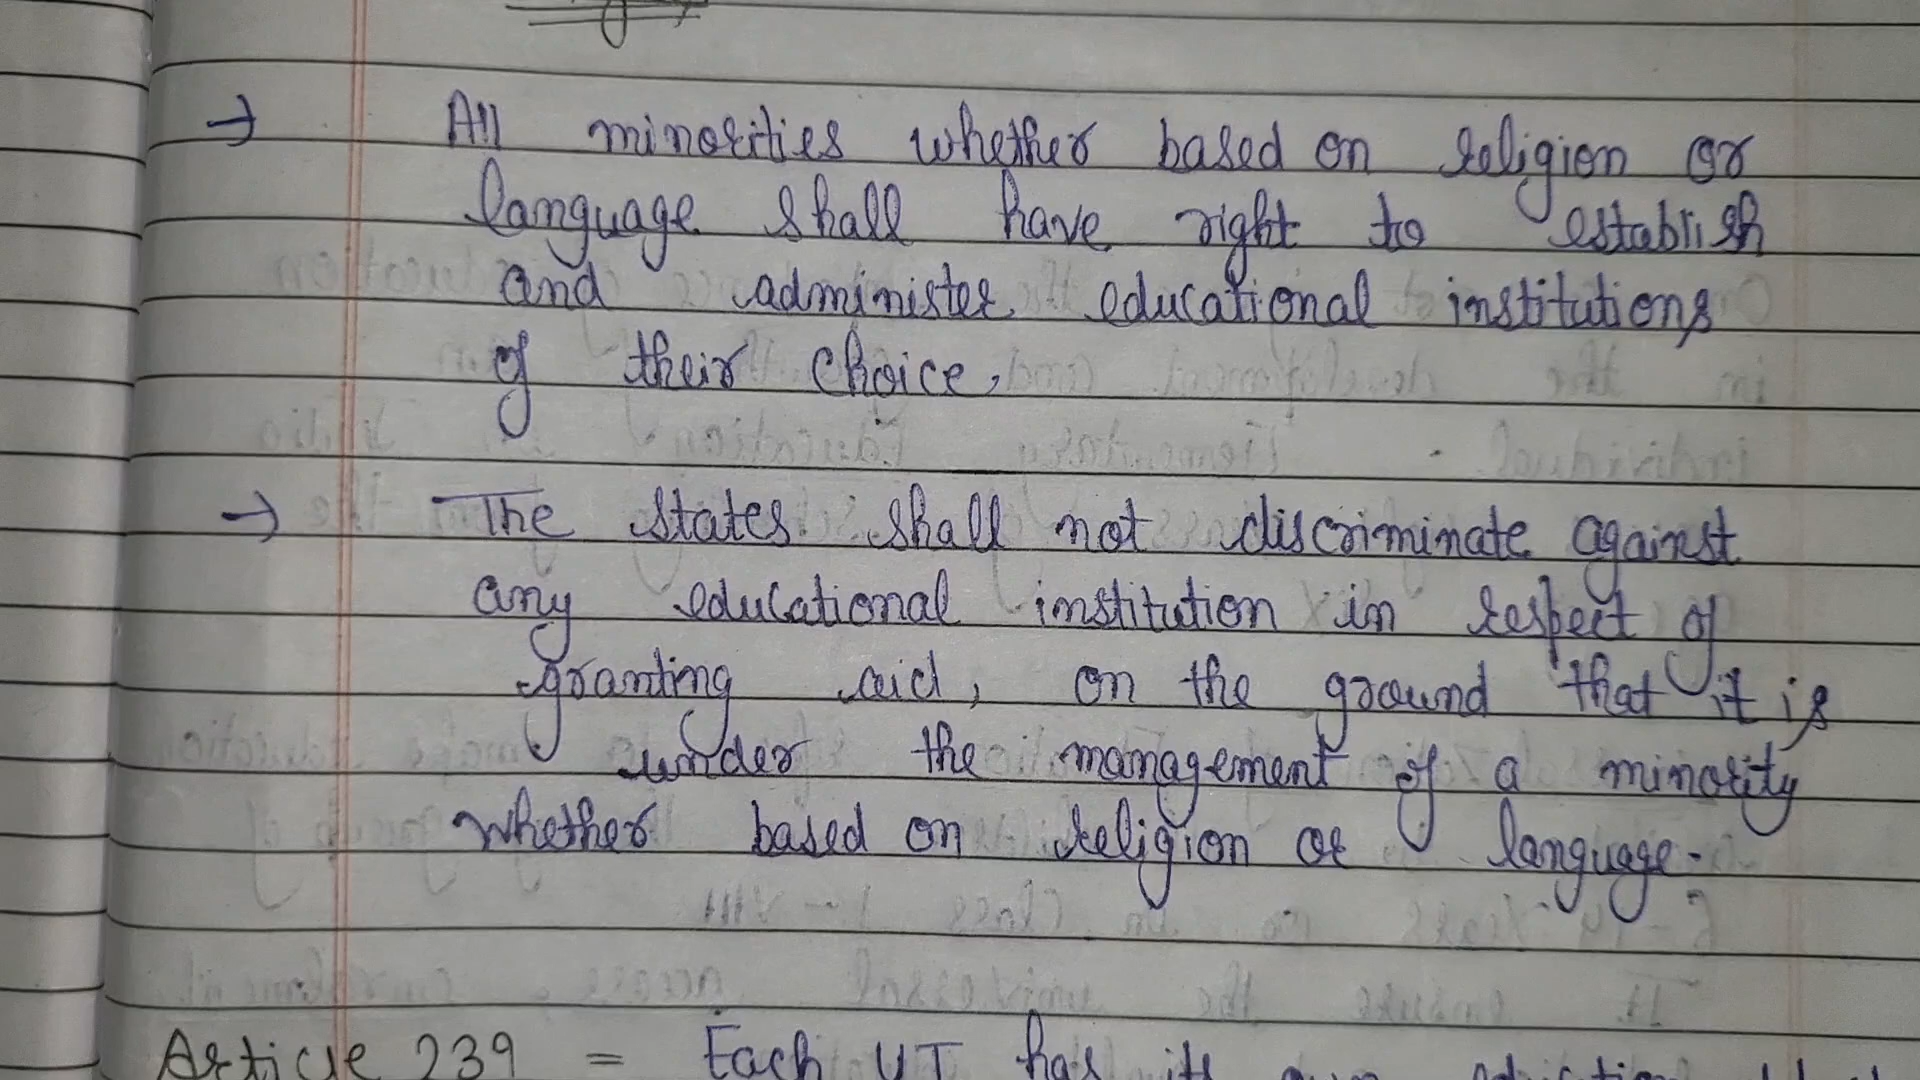 → All minorities whether based on religion or
language shall have right to establish
and administer educational institutions
of their choice.
→ The states shall not discriminate against
any educational institution in respect of
granting aid, on the ground that it is
under the management of a minority
whether based on religion or language.
Article 239 = Each UT has its own